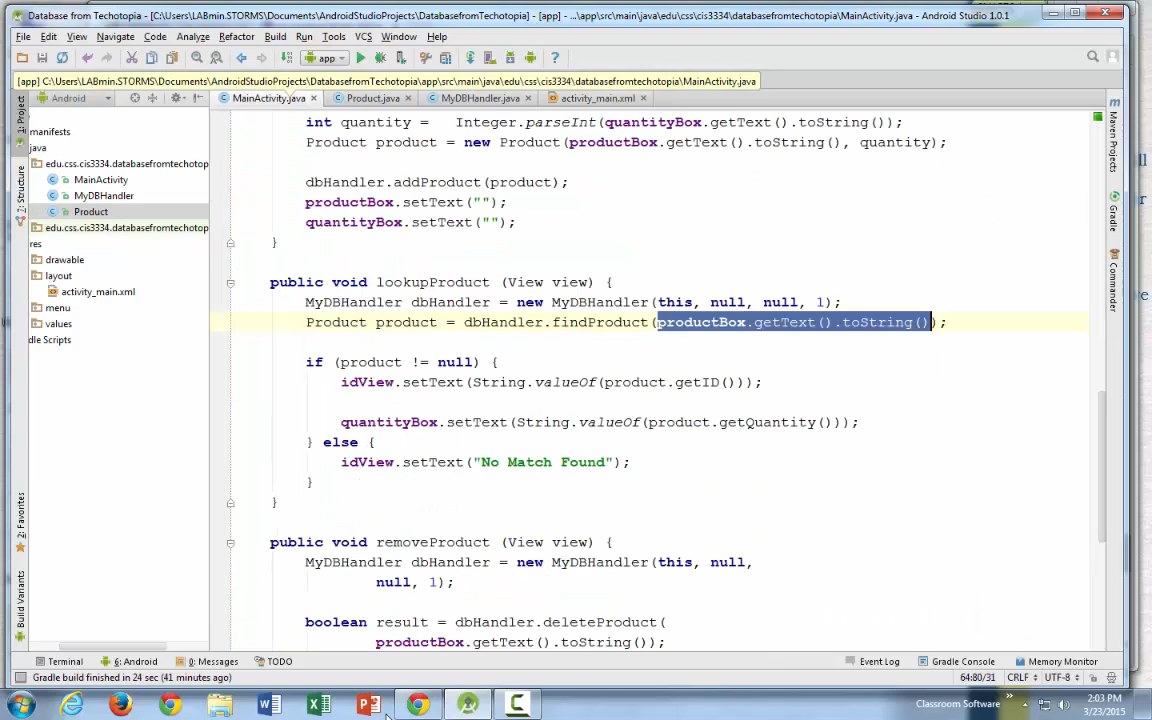 Database from Techotopia - [C:\Users\LABmin.STORMS\Documents\AndroidStudioProjects\DatabasefromTechotopia] - [app] - ...\app\src\main\java\edu\css\cis3334\MainActivity.java - Android Studio 1.0.1
File Edit View Navigate Code Analyze Refactor Build Run Tools VCS Window Help
app
[app] C:\Users\LABmin.STORMS\Documents\AndroidStudioProjects\DatabasefromTechotopia\app\src\main\java\edu\css\cis3334\databasefromtechotopia\MainActivity.java
Android MainActivity.java Product.java MyDBHandler.java activity_main.xml
1: Project
Structure
2: Favorites
Build Variants
manifests
java
edu.css.cis3334.databasefromtechotop
MainActivity
MyDBHandler
Product
edu.css.cis3334.databasefromtechotop
res
drawable
layout
activity_main.xml
menu
values
dle Scripts
int quantity = Integer.parseInt(quantityBox.getText().toString());
Product product = new Product(productBox.getText().toString(), quantity);
dbHandler.addProduct(product);
productBox.setText("");
quantityBox.setText("");
}
public void lookupProduct (View view) {
MyDBHandler dbHandler = new MyDBHandler(this, null, null, 1);
Product product = dbHandler.findProduct(productBox.getText().toString());
if (product != null) {
idView.setText(String.valueOf(product.getID()));
quantityBox.setText(String.valueOf(product.getQuantity()));
} else {
idView.setText("No Match Found");
}
}
public void removeProduct (View view) {
MyDBHandler dbHandler = new MyDBHandler(this, null,
null, 1);
boolean result = dbHandler.deleteProduct(
productBox.getText().toString());
m
Maven Projects
Gradle
Commander
Terminal 6: Android 0: Messages TODO Event Log Gradle Console Memory Monitor
Gradle build finished in 24 sec (41 minutes ago) 64:80/31 CRLF UTF-8
Classroom Software
2:03 PM
3/23/2015